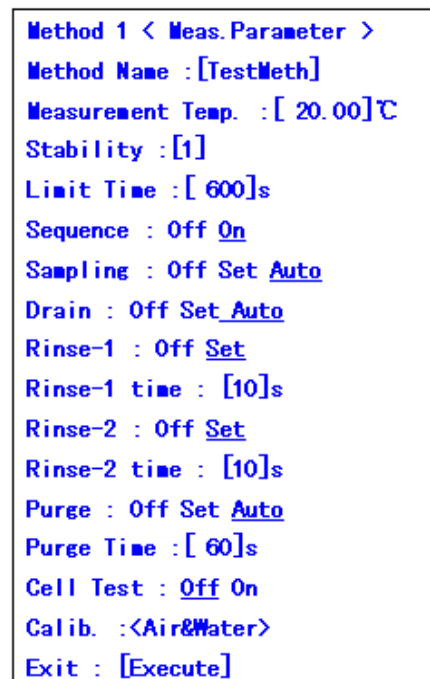 Method 1 < Meas.Parameter >
Method Name :[TestMeth]
Measurement Temp. :[ 20.00]℃
Stability :[1]
Limit Time :[ 600]s
Sequence : Off On
Sampling : Off Set Auto
Drain : Off Set Auto
Rinse-1 : Off Set
Rinse-1 time : [10]s
Rinse-2 : Off Set
Rinse-2 time : [10]s
Purge : Off Set Auto
Purge Time :[ 60]s
Cell Test : Off On
Calib. :<Air&Water>
Exit : [Execute]